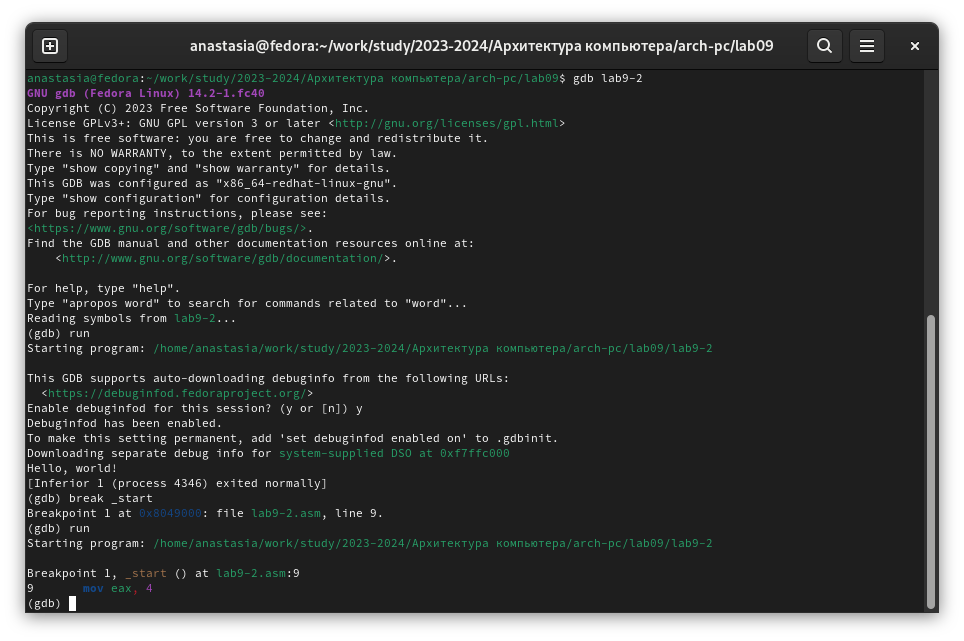 anastasia@fedora:~/work/study/2023-2024/Архитектура компьютера/arch-pc/lab09
anastasia@fedora:~/work/study/2023-2024/Архитектура компьютера/arch-pc/lab09$ gdb lab9-2
GNU gdb (Fedora Linux) 14.2-1.fc40
Copyright (C) 2023 Free Software Foundation, Inc.
License GPLv3+: GNU GPL version 3 or later <http://gnu.org/licenses/gpl.html>
This is free software: you are free to change and redistribute it.
There is NO WARRANTY, to the extent permitted by law.
Type "show copying" and "show warranty" for details.
This GDB was configured as "x86_64-redhat-linux-gnu".
Type "show configuration" for configuration details.
For bug reporting instructions, please see:
<https://www.gnu.org/software/gdb/bugs/>.
Find the GDB manual and other documentation resources online at:
    <http://www.gnu.org/software/gdb/documentation/>.
For help, type "help".
Type "apropos word" to search for commands related to "word"...
Reading symbols from lab9-2...
(gdb) run
Starting program: /home/anastasia/work/study/2023-2024/Архитектура компьютера/arch-pc/lab09/lab9-2
This GDB supports auto-downloading debuginfo from the following URLs:
  <https://debuginfod.fedoraproject.org/>
Enable debuginfod for this session? (y or [n]) y
Debuginfod has been enabled.
To make this setting permanent, add 'set debuginfod enabled on' to .gdbinit.
Downloading separate debug info for system-supplied DSO at 0xf7ffc000
Hello, world!
[Inferior 1 (process 4346) exited normally]
(gdb) break _start
Breakpoint 1 at 0x8049000: file lab9-2.asm, line 9.
(gdb) run
Starting program: /home/anastasia/work/study/2023-2024/Архитектура компьютера/arch-pc/lab09/lab9-2
Breakpoint 1, _start () at lab9-2.asm:9
9       mov eax, 4
(gdb)